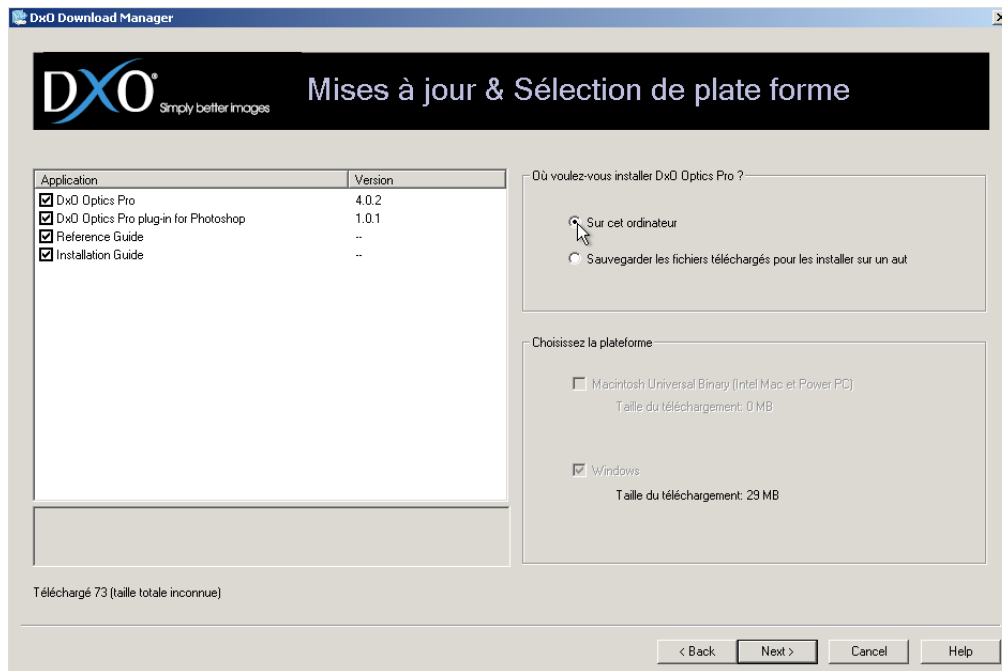 DxO Download Manager
DXO® Simply better images
Mises à jour & Sélection de plate forme
Application Version
DxO Optics Pro 4.0.2
DxO Optics Pro plug-in for Photoshop 1.0.1
Reference Guide --
Installation Guide --
Où voulez-vous installer DxO Optics Pro ?
Sur cet ordinateur
Sauvegarder les fichiers téléchargés pour les installer sur un aut
Choisissez la plateforme
Macintosh Universal Binary (Intel Mac et Power PC)
Taille du téléchargement: 0 MB
Windows
Taille du téléchargement: 29 MB
Téléchargé 73 (taille totale inconnue)
< Back Next > Cancel Help